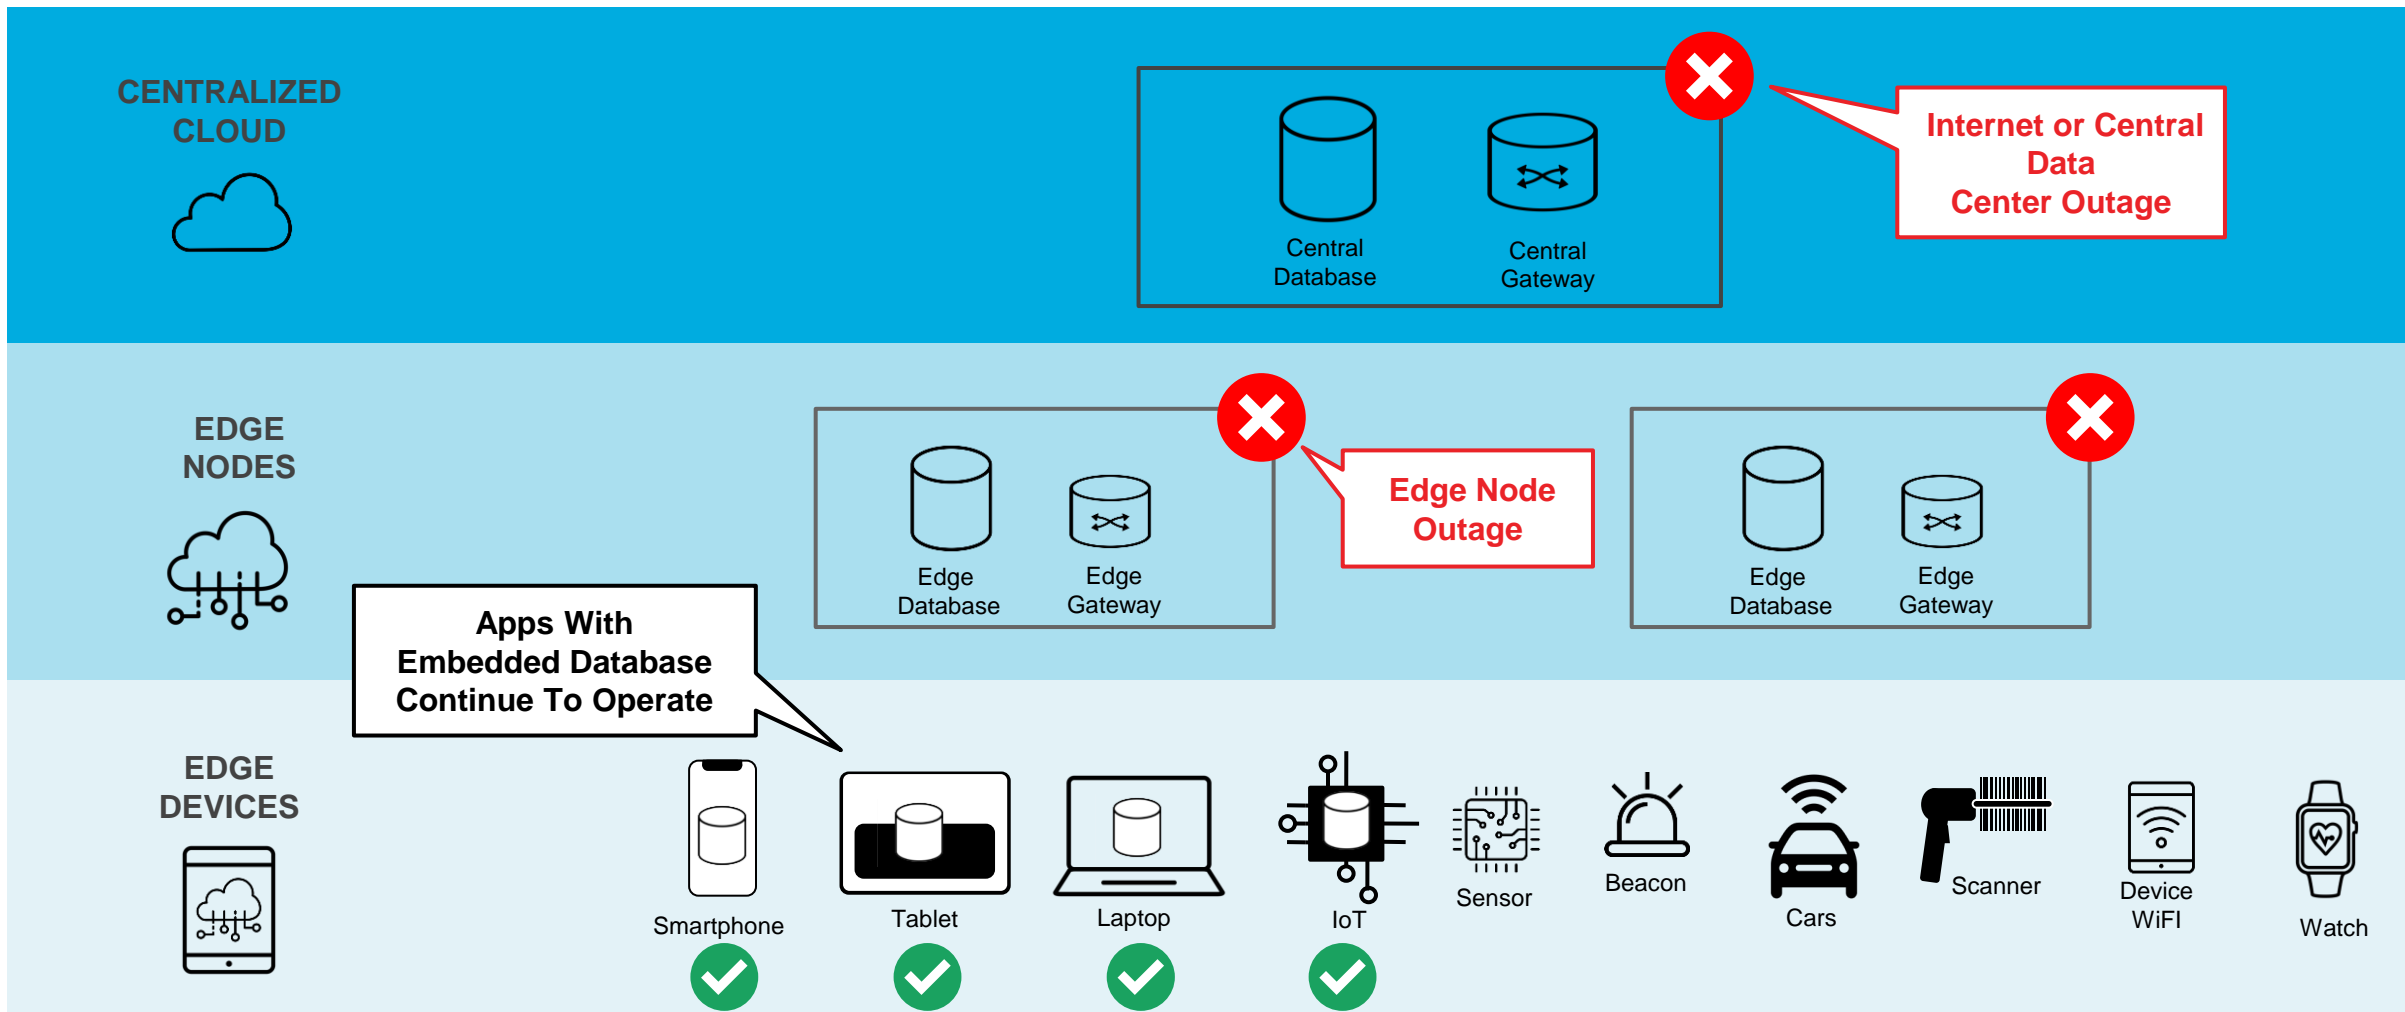 CENTRALIZED
CLOUD
Internet or Central
Data
Center Outage
Central
Database
Central
Gateway
EDGE
NODES
Edge Node
Outage
Edge
Database
Edge
Gateway
Edge
Database
Edge
Gateway
Apps With
Embedded Database
Continue To Operate
EDGE
DEVICES
Smartphone
Tablet
Laptop
IoT
Sensor
Beacon
Cars
Scanner
Device
WiFI
Watch